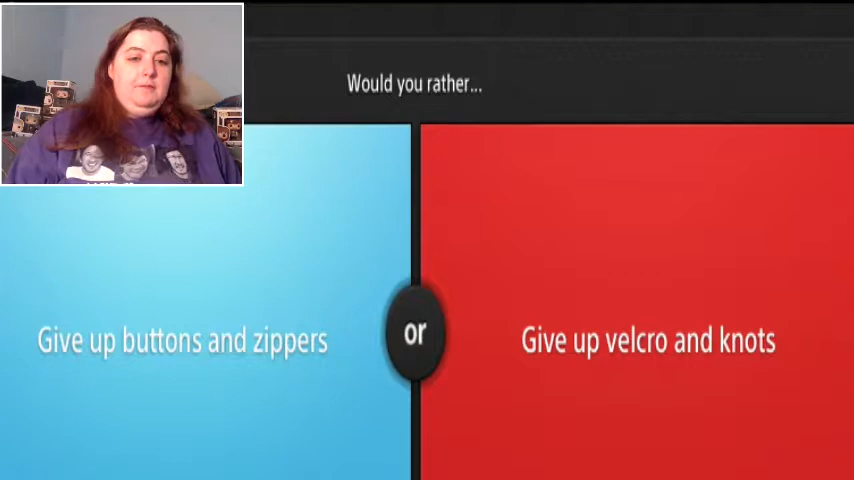 Would you rather...
Give up buttons and zippers
or
Give up velcro and knots